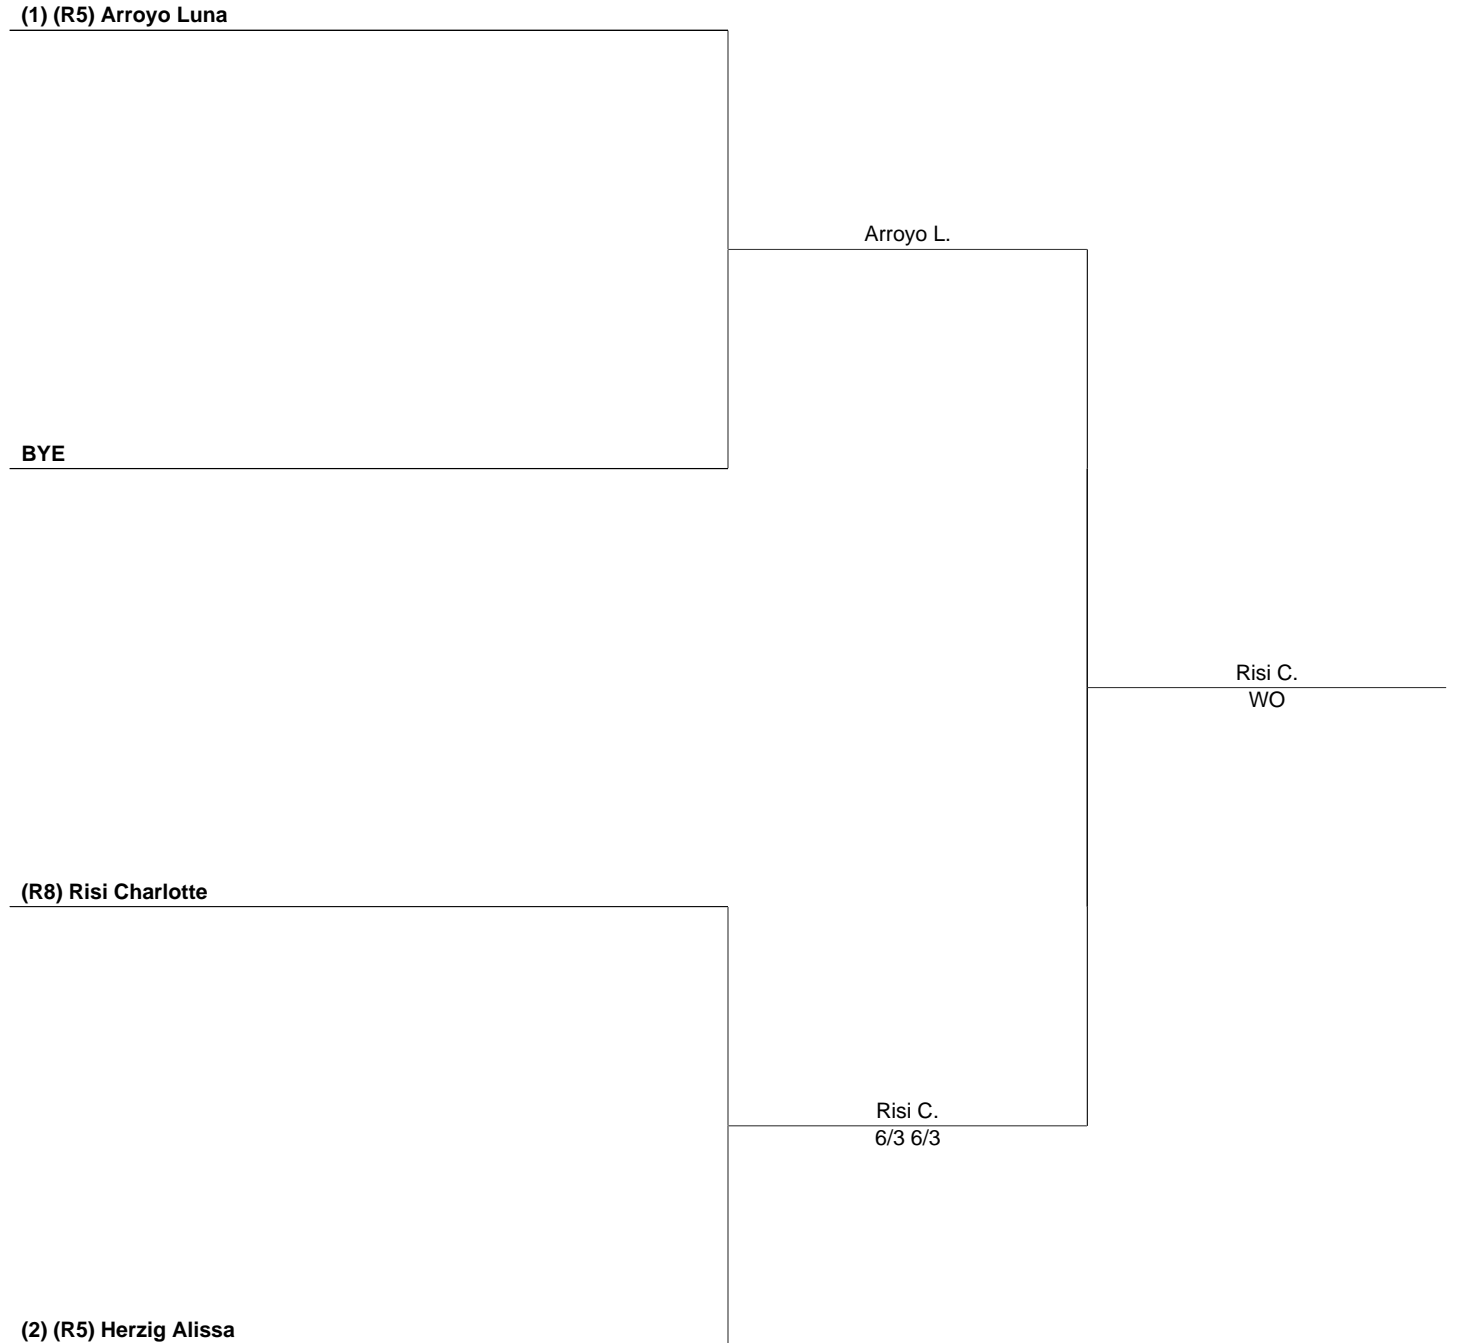 (1) (R5) Arroyo Luna
Arroyo L.
BYE
Risi C.
WO
(R8) Risi Charlotte
Risi C.
6/3 6/3
(2) (R5) Herzig Alissa